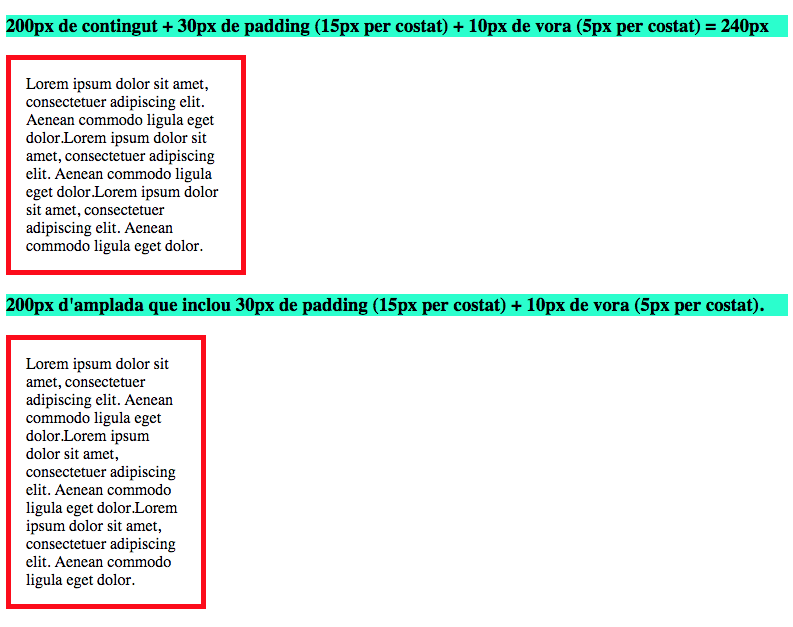 200px de contingut + 30px de padding (15px per costat) + 10px de vora (5px per costat) = 240px
Lorem ipsum dolor sit amet,
consectetuer adipiscing elit.
Aenean commodo ligula eget
dolor.Lorem ipsum dolor sit
amet, consectetuer adipiscing
elit. Aenean commodo ligula
eget dolor.Lorem ipsum dolor
sit amet, consectetuer
adipiscing elit. Aenean
commodo ligula eget dolor.
200px d'amplada que inclou 30px de padding (15px per costat) + 10px de vora (5px per costat).
Lorem ipsum dolor sit
amet, consectetuer
adipiscing elit. Aenean
commodo ligula eget
dolor.Lorem ipsum
dolor sit amet,
consectetuer adipiscing
elit. Aenean commodo
ligula eget dolor.Lorem
ipsum dolor sit amet,
consectetuer adipiscing
elit. Aenean commodo
ligula eget dolor.